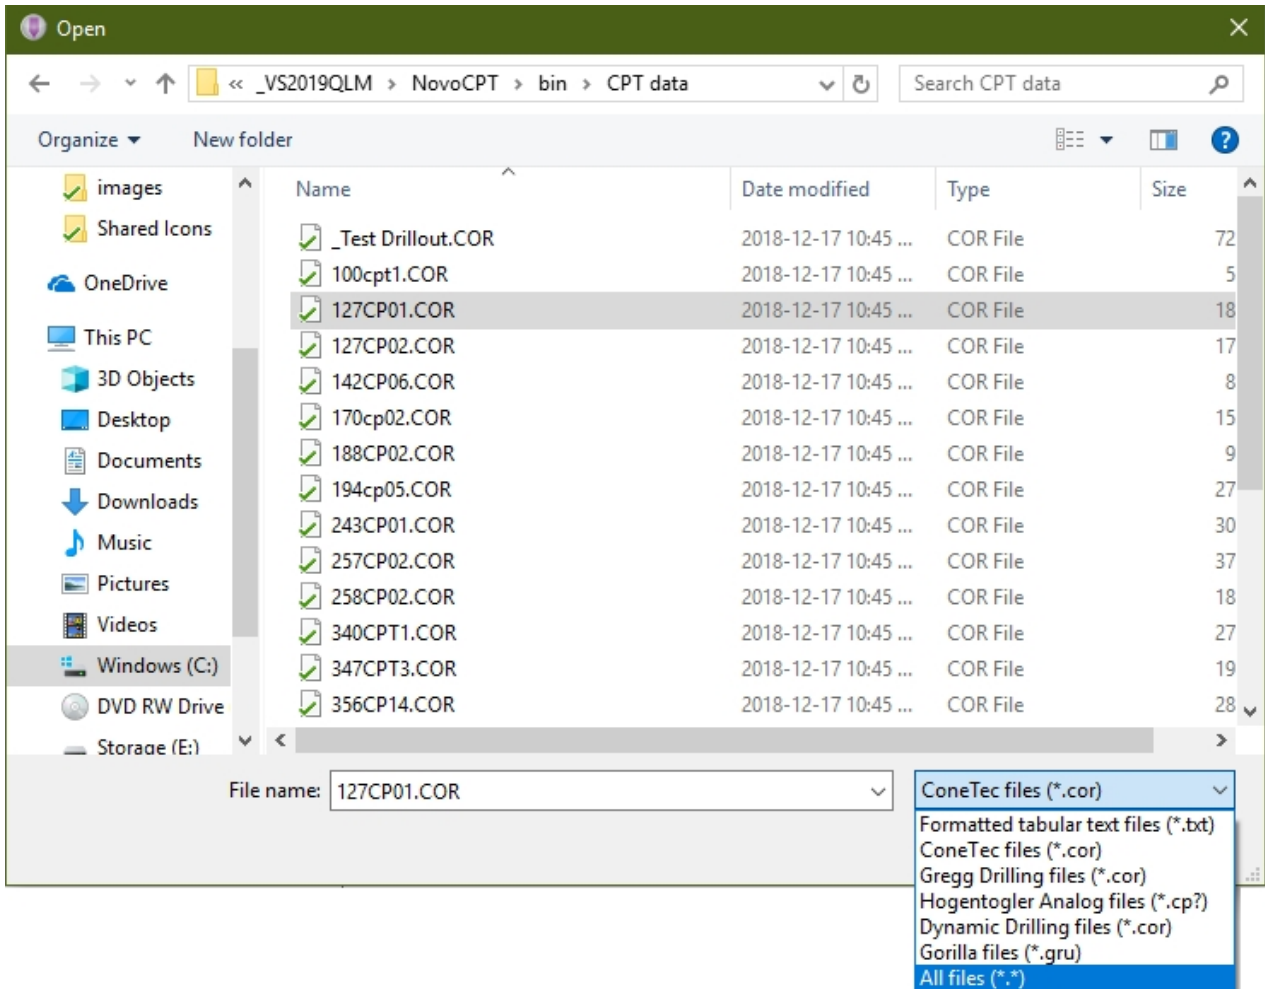 Open
« _VS2019QLM > NovoCPT > bin > CPT data
Search CPT data
Organize
New folder
?
images
Shared Icons
OneDrive
This PC
3D Objects
Desktop
Documents
Downloads
Music
Pictures
Videos
Windows (C:)
DVD RW Drive
Storage (E:)
Name Date modified Type Size
_Test Drillout.COR 2018-12-17 10:45 ... COR File 72
100cpt1.COR 2018-12-17 10:45 ... COR File 5
127CP01.COR 2018-12-17 10:45 ... COR File 18
127CP02.COR 2018-12-17 10:45 ... COR File 17
142CP06.COR 2018-12-17 10:45 ... COR File 8
170cp02.COR 2018-12-17 10:45 ... COR File 15
188CP02.COR 2018-12-17 10:45 ... COR File 9
194cp05.COR 2018-12-17 10:45 ... COR File 27
243CP01.COR 2018-12-17 10:45 ... COR File 30
257CP02.COR 2018-12-17 10:45 ... COR File 37
258CP02.COR 2018-12-17 10:45 ... COR File 18
340CPT1.COR 2018-12-17 10:45 ... COR File 27
347CPT3.COR 2018-12-17 10:45 ... COR File 19
356CP14.COR 2018-12-17 10:45 ... COR File 28
File name: 127CP01.COR
ConeTec files (*.cor)
Formatted tabular text files (*.txt)
ConeTec files (*.cor)
Gregg Drilling files (*.cor)
Hogentogler Analog files (*.cp?)
Dynamic Drilling files (*.cor)
Gorilla files (*.gru)
All files (*.*)